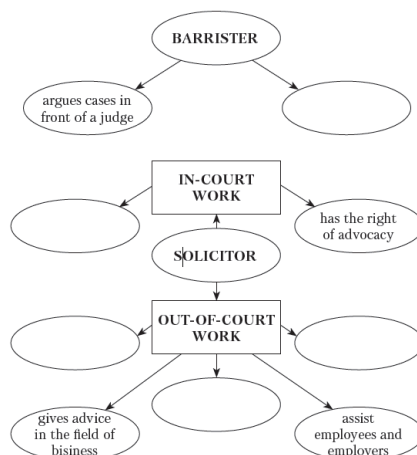 BARRISTER
argues cases in
front of a judge
IN-COURT
WORK
has the right
of advocacy
SOLICITOR
OUT-OF-COURT
WORK
gives advice
in the field of
bisiness
assist
employees and
employers